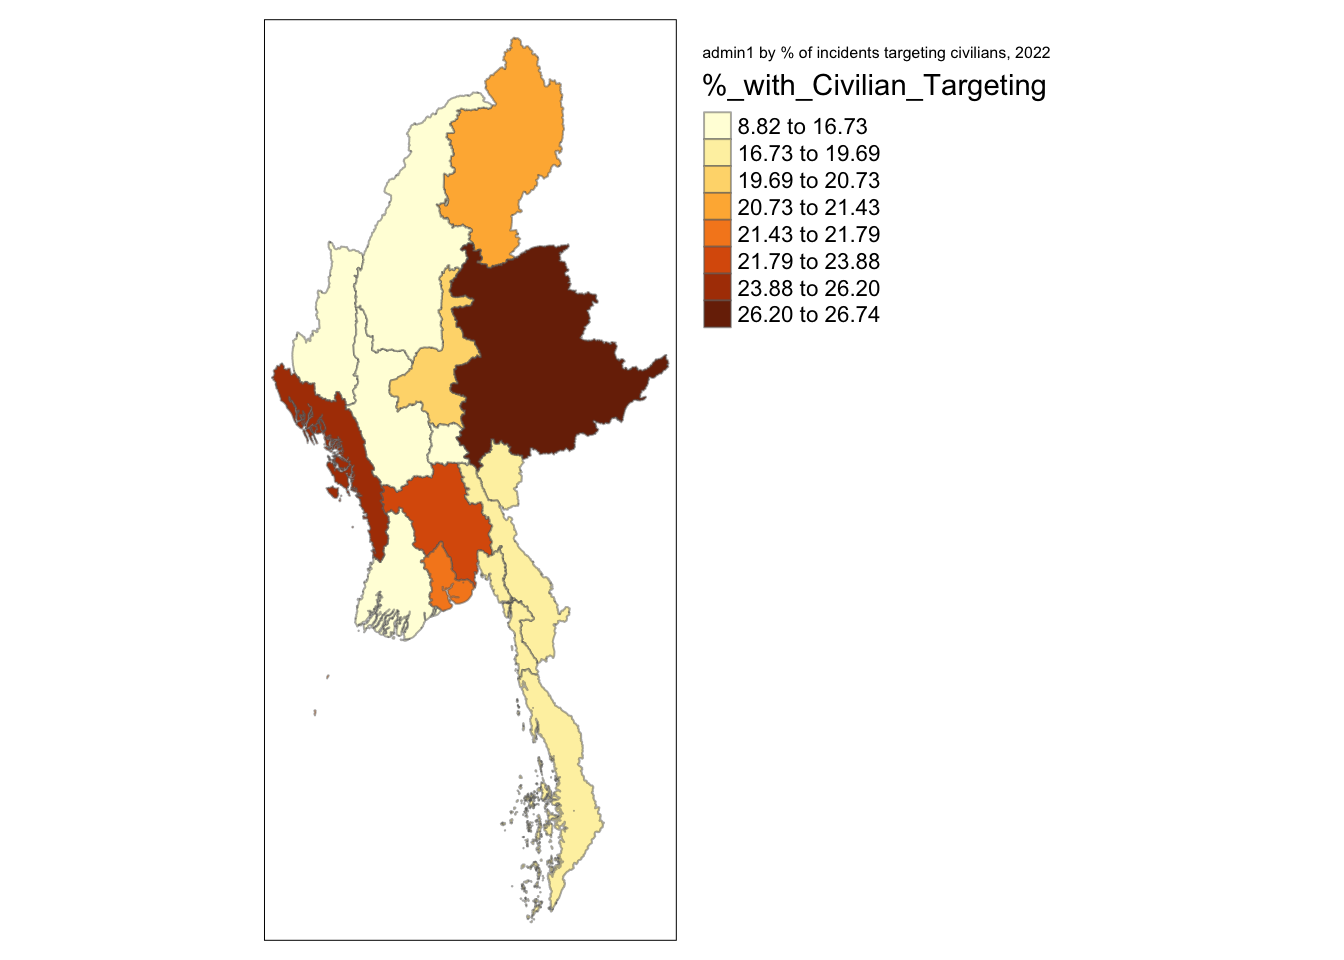 admin1 by % of incidents targeting civilians, 2022
%_with_Civilian_Targeting
8.82 to 16.73
16.73 to 19.69
19.69 to 20.73
20.73 to 21.43
21.43 to 21.79
21.79 to 23.88
23.88 to 26.20
26.20 to 26.74